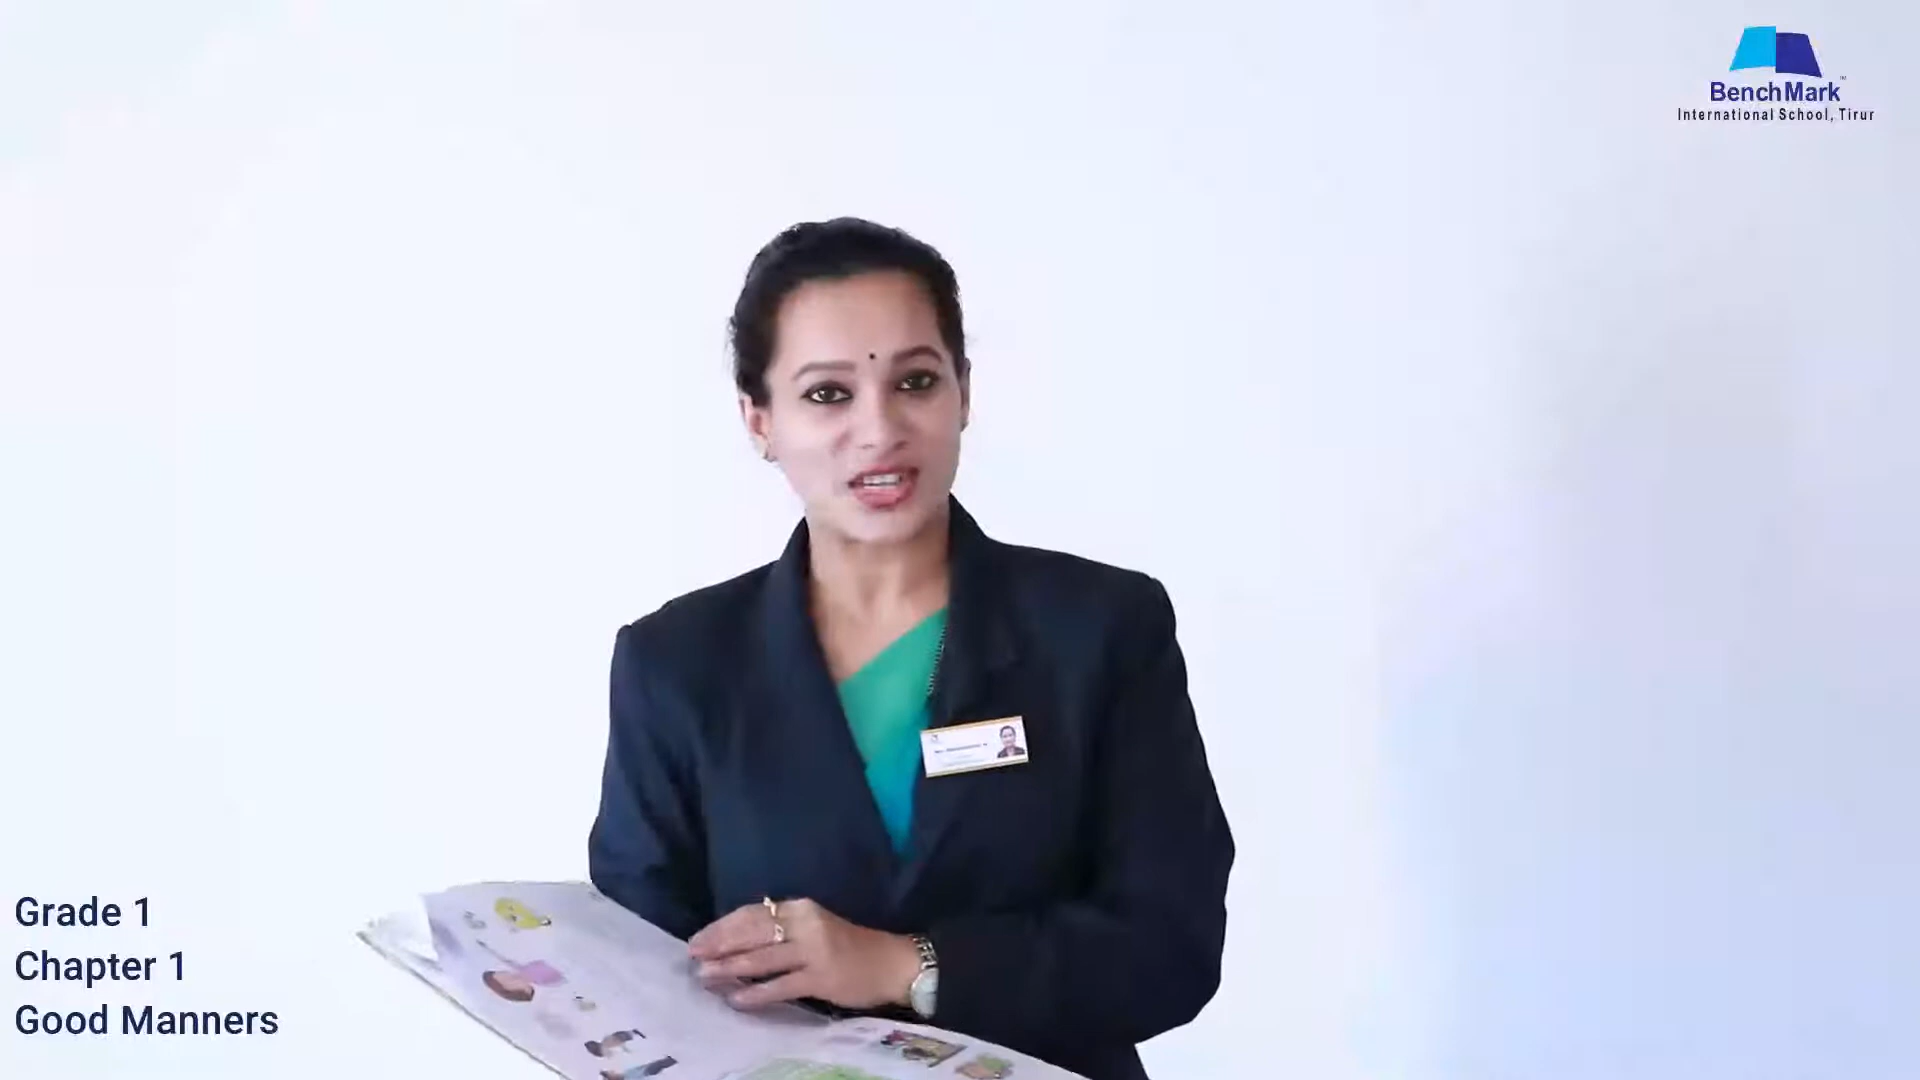 BenchMark
International School, Tirur
Grade 1
Chapter 1
Good Manners